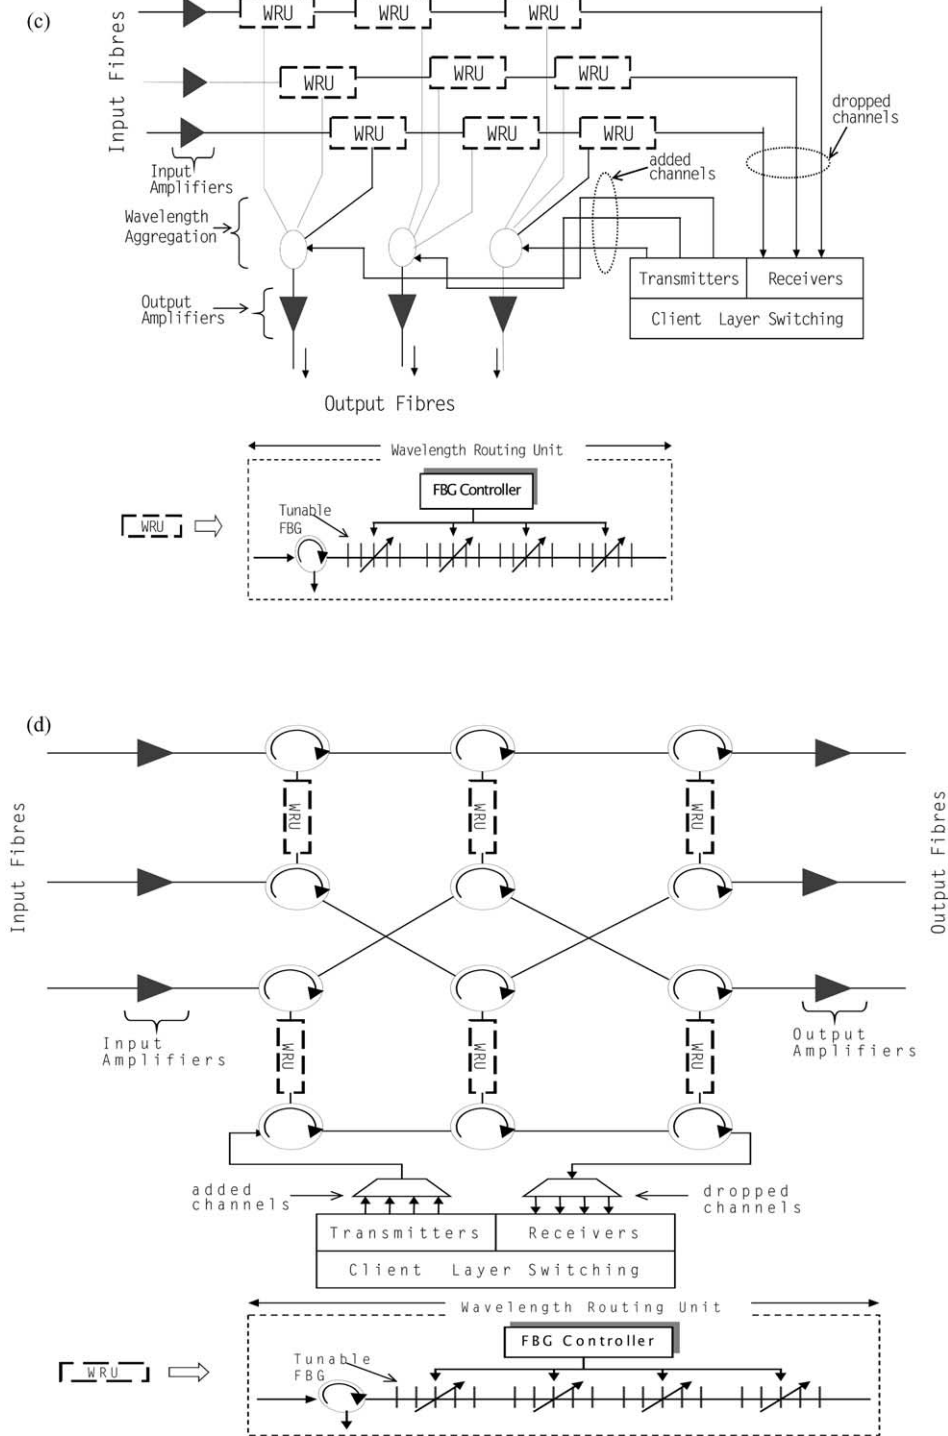 (c)
Input Fibres
WRU
WRU
WRU
WRU
WRU
WRU
WRU
WRU
WRU
dropped
channels
added
channels
Input
Amplifiers
Wavelength
Aggregation
Transmitters
Receivers
Client Layer Switching
Output
Amplifiers
Output Fibres
Wavelength Routing Unit
FBG Controller
Tunable
FBG
WRU
(d)
Input Fibres
Output Fibres
WRU
WRU
WRU
WRU
WRU
WRU
Input
Amplifiers
Output
Amplifiers
added
channels
dropped
channels
Transmitters
Receivers
Client Layer Switching
Wavelength Routing Unit
FBG Controller
Tunable
FBG
WRU